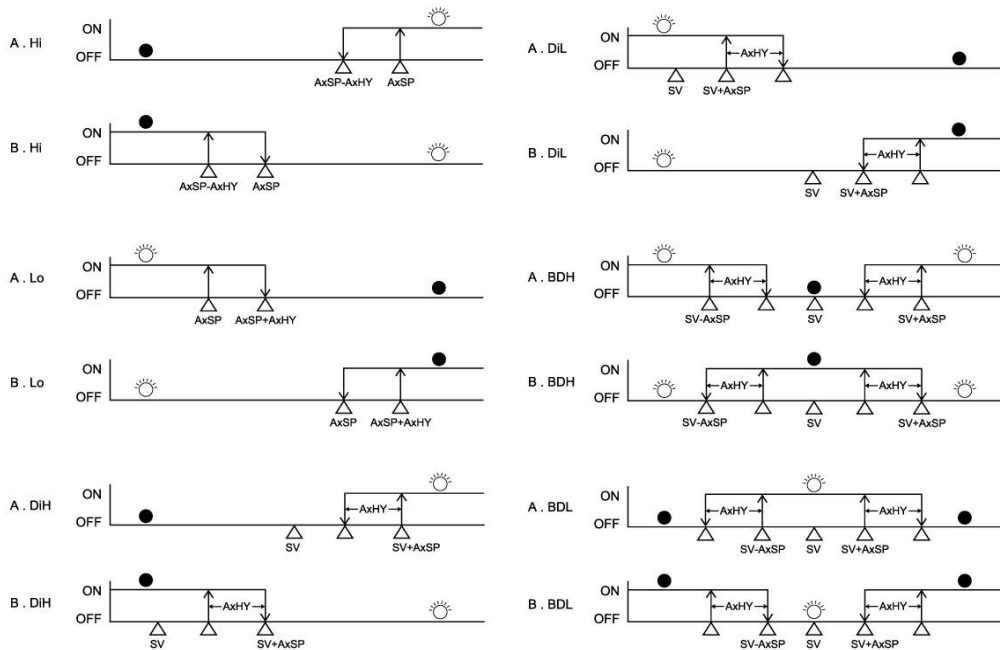 A . Hi
ON
OFF
AxSP-AxHY
AxSP
B . Hi
ON
OFF
AxSP-AxHY
AxSP
A . Lo
ON
OFF
AxSP
AxSP+AxHY
B . Lo
ON
OFF
AxSP
AxSP+AxHY
A . DiH
ON
OFF
AxHY
SV
SV+AxSP
B . DiH
ON
OFF
AxHY
SV
SV+AxSP
A . DiL
ON
OFF
AxHY
SV
SV+AxSP
B . DiL
ON
OFF
AxHY
SV
SV+AxSP
A . BDH
ON
OFF
AxHY
AxHY
SV-AxSP
SV
SV+AxSP
B . BDH
ON
OFF
AxHY
AxHY
SV-AxSP
SV
SV+AxSP
A . BDL
ON
OFF
AxHY
AxHY
SV-AxSP
SV
SV+AxSP
B . BDL
ON
OFF
AxHY
AxHY
SV-AxSP
SV
SV+AxSP